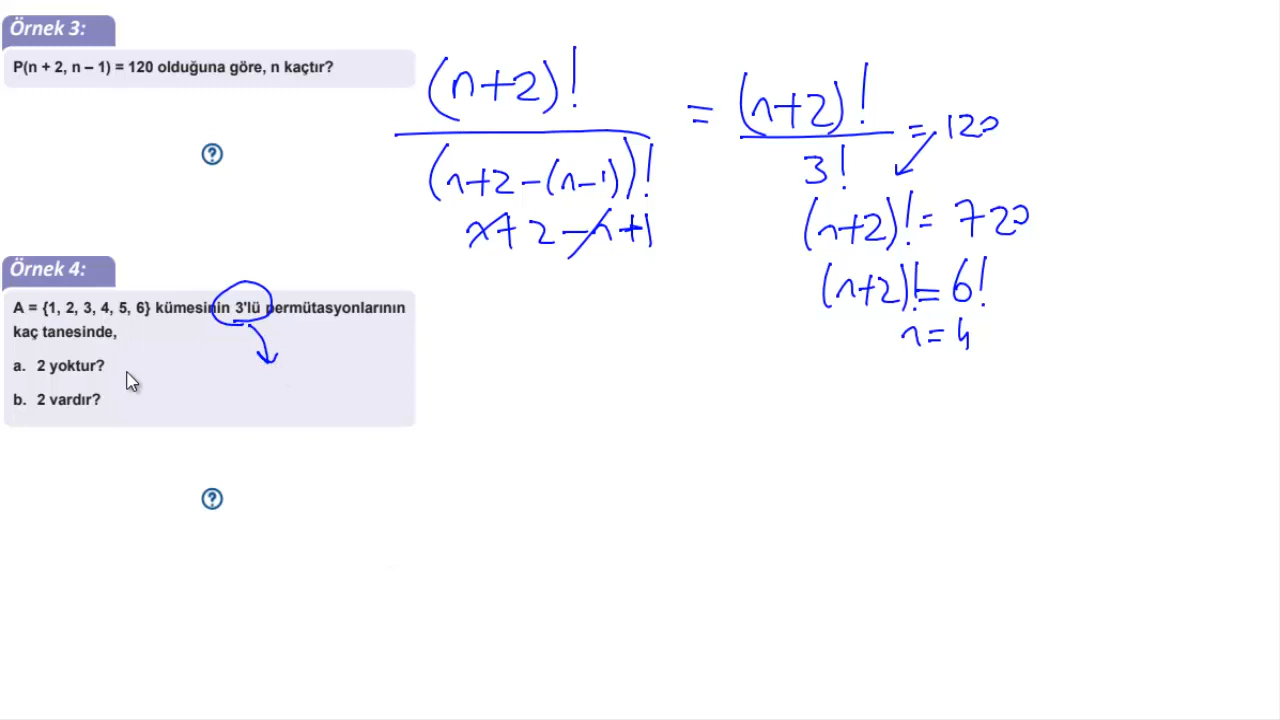 Örnek 3:
P(n + 2, n – 1) = 120 olduğuna göre, n kaçtır?
(n+2)!
(n+2-(n-1))!
n+2-n+1
= (n+2)!
3!
= 120
(n+2)! = 720
(n+2)! = 6!
n = 4
Örnek 4:
A = {1, 2, 3, 4, 5, 6} kümesinin 3'lü permütasyonlarının
kaç tanesinde,
a. 2 yoktur?
b. 2 vardır?